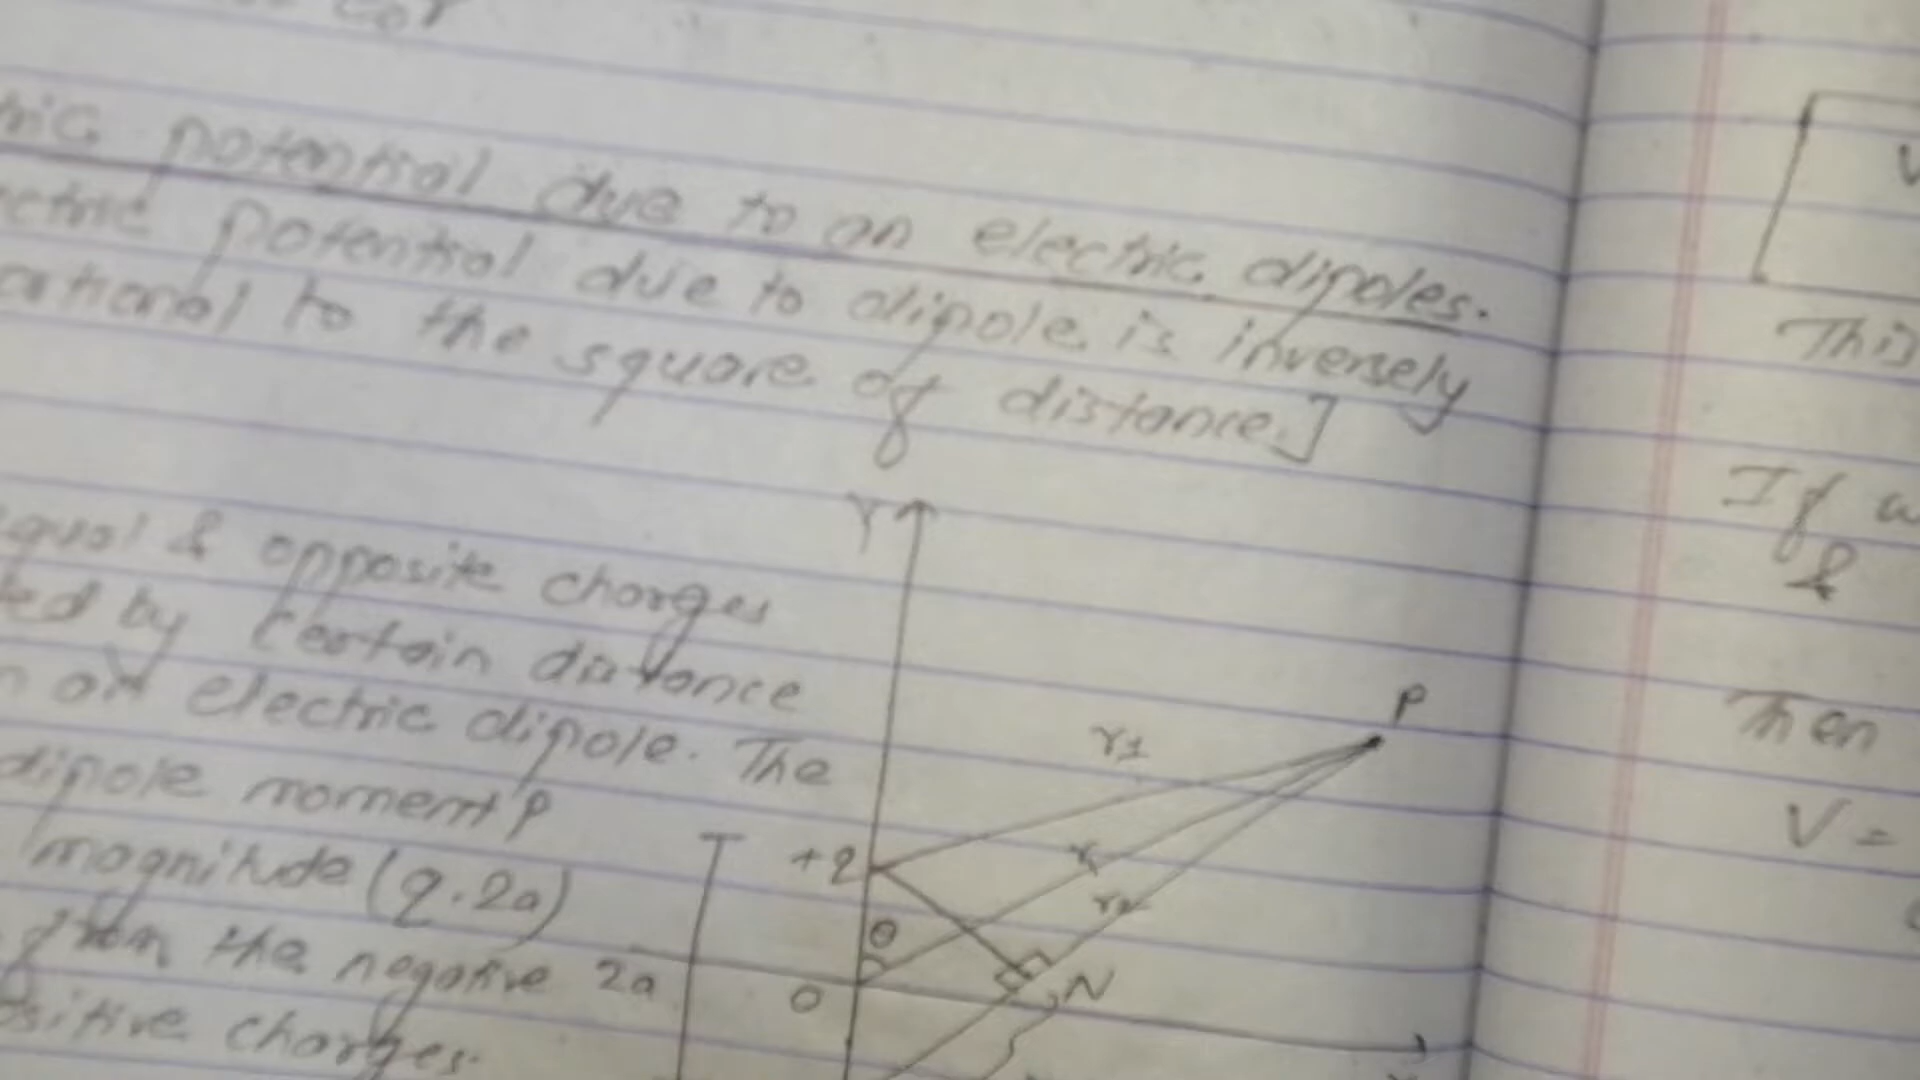 potential due to an electric dipoles.
potential due to dipole is inversely
to the square of distance.]
& opposite charges
by certain distance
an electric dipole. The
dipole moment P
magnitude (q.2a)
from the negative
charges.
Y
P
r1
+q
r
r2
θ
2a
O
N
This
If
&
Then
V =